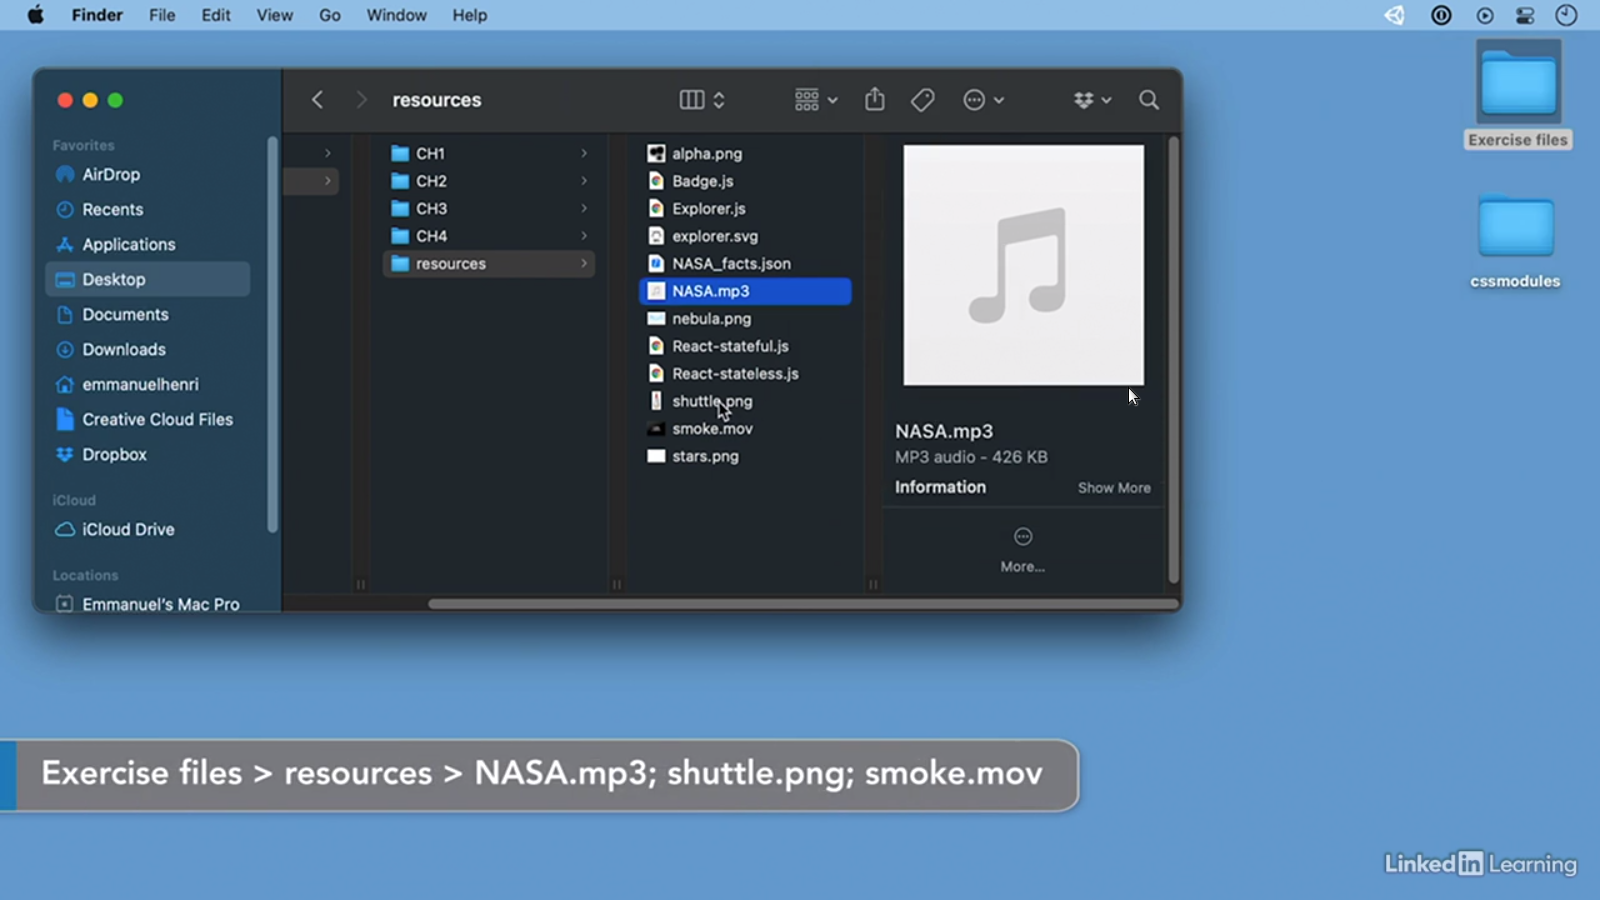 Finder File Edit View Go Window Help
Exercise files
cssmodules
resources
Favorites
AirDrop
Recents
Applications
Desktop
Documents
Downloads
emmanuelhenri
Creative Cloud Files
Dropbox
iCloud
iCloud Drive
Locations
Emmanuel's Mac Pro
CH1
CH2
CH3
CH4
resources
alpha.png
Badge.js
Explorer.js
explorer.svg
NASA_facts.json
NASA.mp3
nebula.png
React-stateful.js
React-stateless.js
shuttle.png
smoke.mov
stars.png
NASA.mp3
MP3 audio - 426 KB
Information Show More
More...
Exercise files > resources > NASA.mp3; shuttle.png; smoke.mov
Linked in Learning